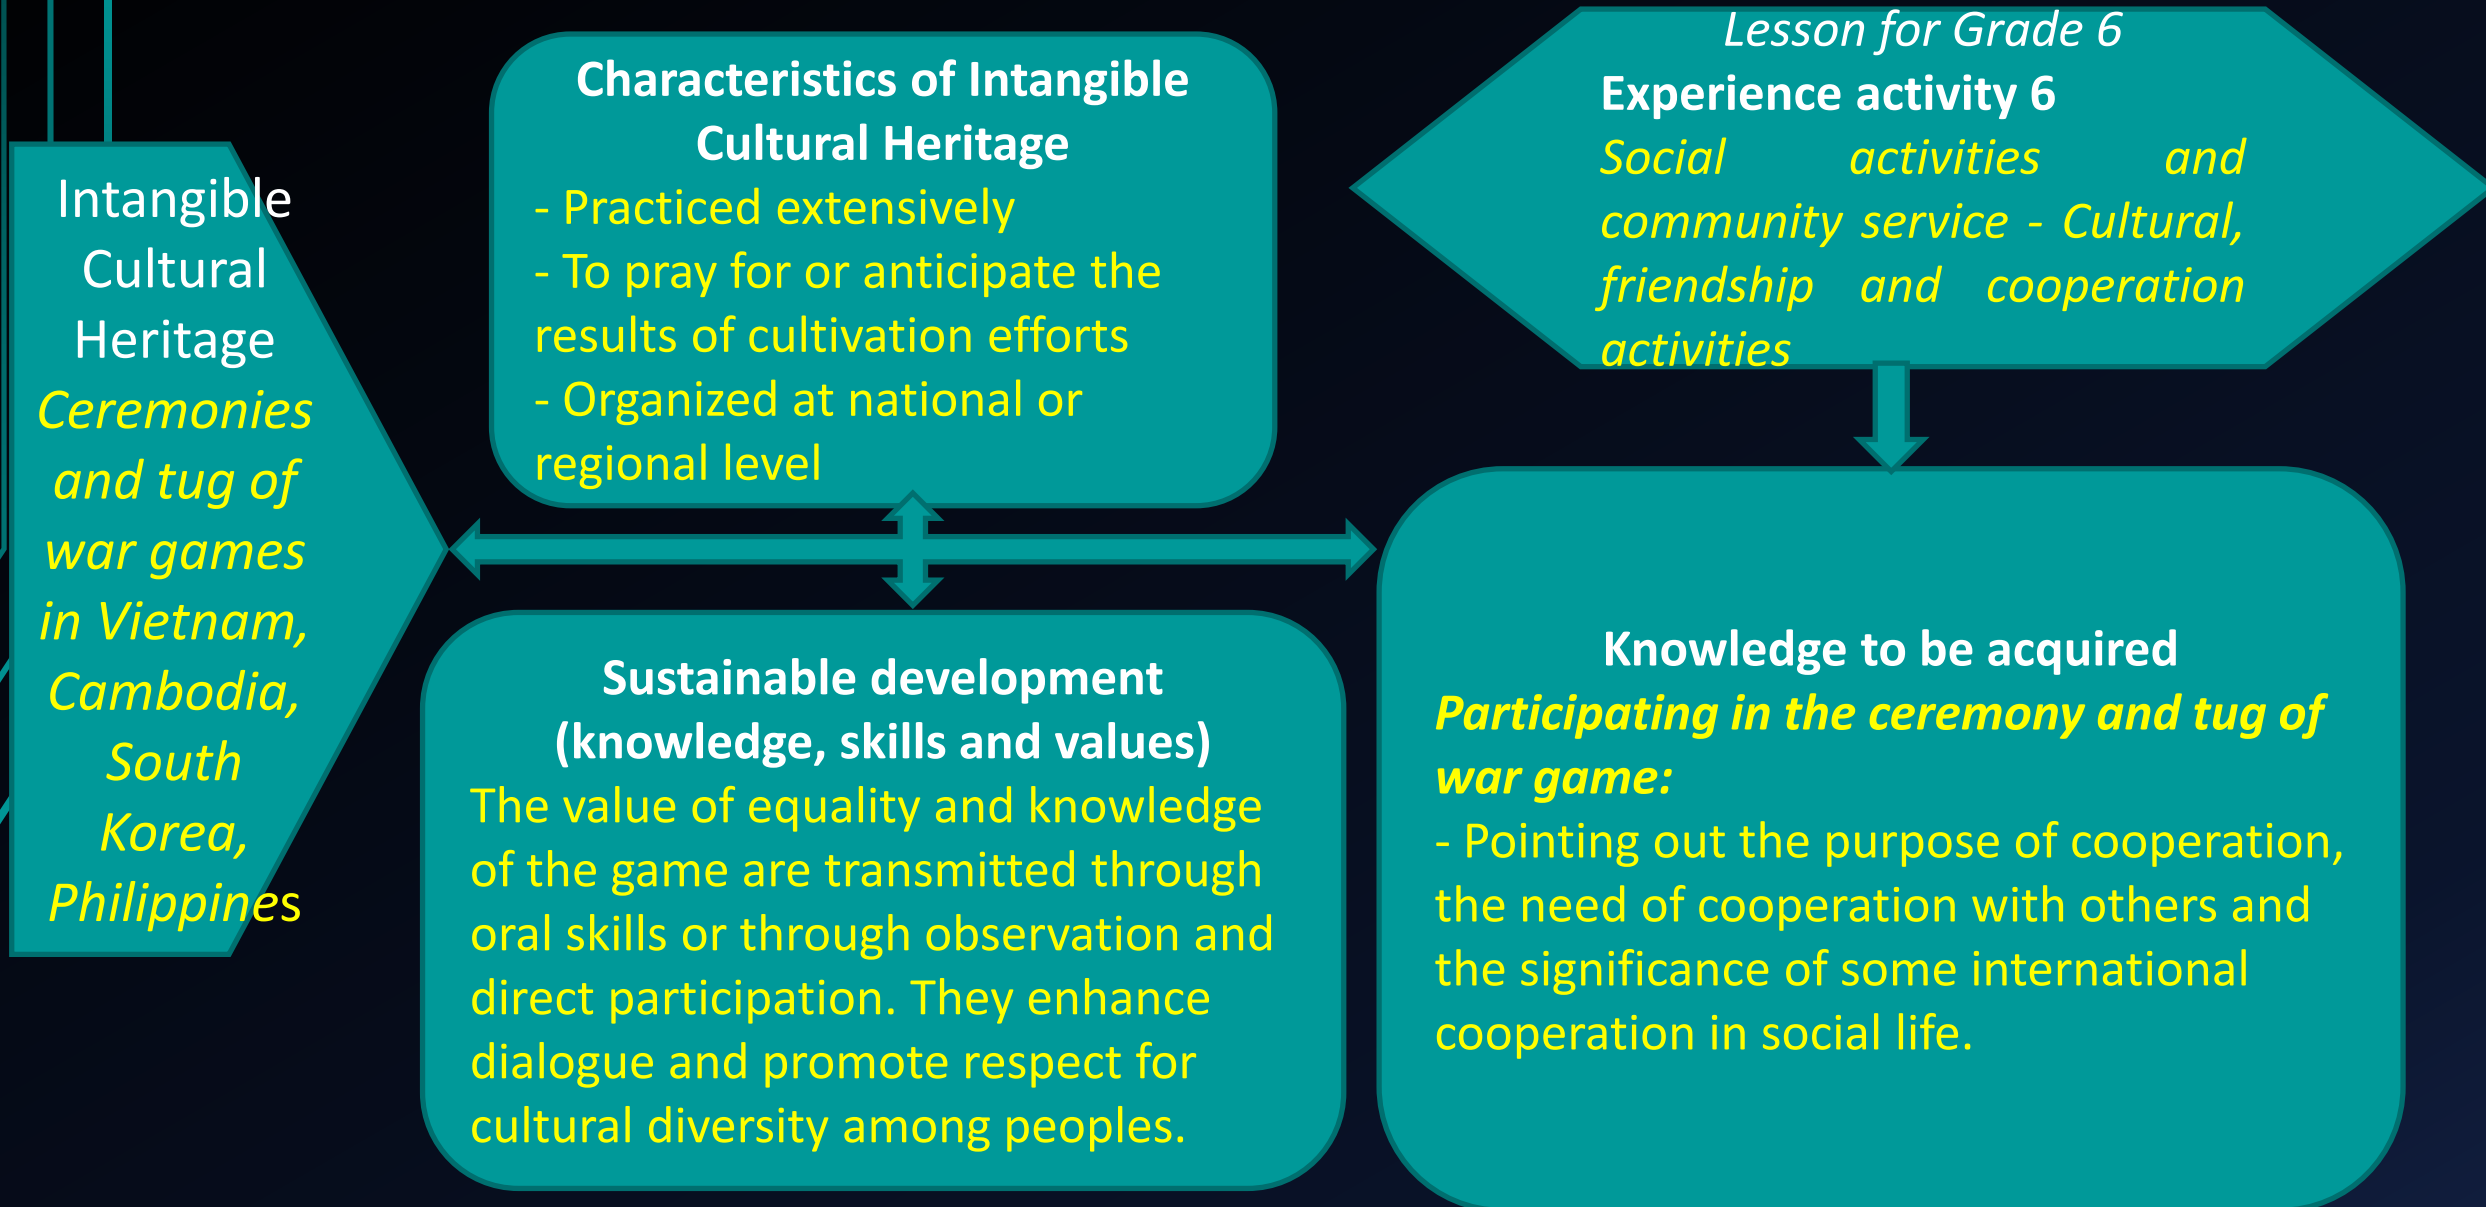 Intangible
Cultural
Heritage
Ceremonies
and tug of
war games
in Vietnam,
Cambodia,
South
Korea,
Philippines
Characteristics of Intangible
Cultural Heritage
- Practiced extensively
- To pray for or anticipate the
results of cultivation efforts
- Organized at national or
regional level
Sustainable development
(knowledge, skills and values)
The value of equality and knowledge
of the game are transmitted through
oral skills or through observation and
direct participation. They enhance
dialogue and promote respect for
cultural diversity among peoples.
Lesson for Grade 6
Experience activity 6
Social activities and
community service - Cultural,
friendship and cooperation
activities
Knowledge to be acquired
Participating in the ceremony and tug of
war game:
- Pointing out the purpose of cooperation,
the need of cooperation with others and
the significance of some international
cooperation in social life.